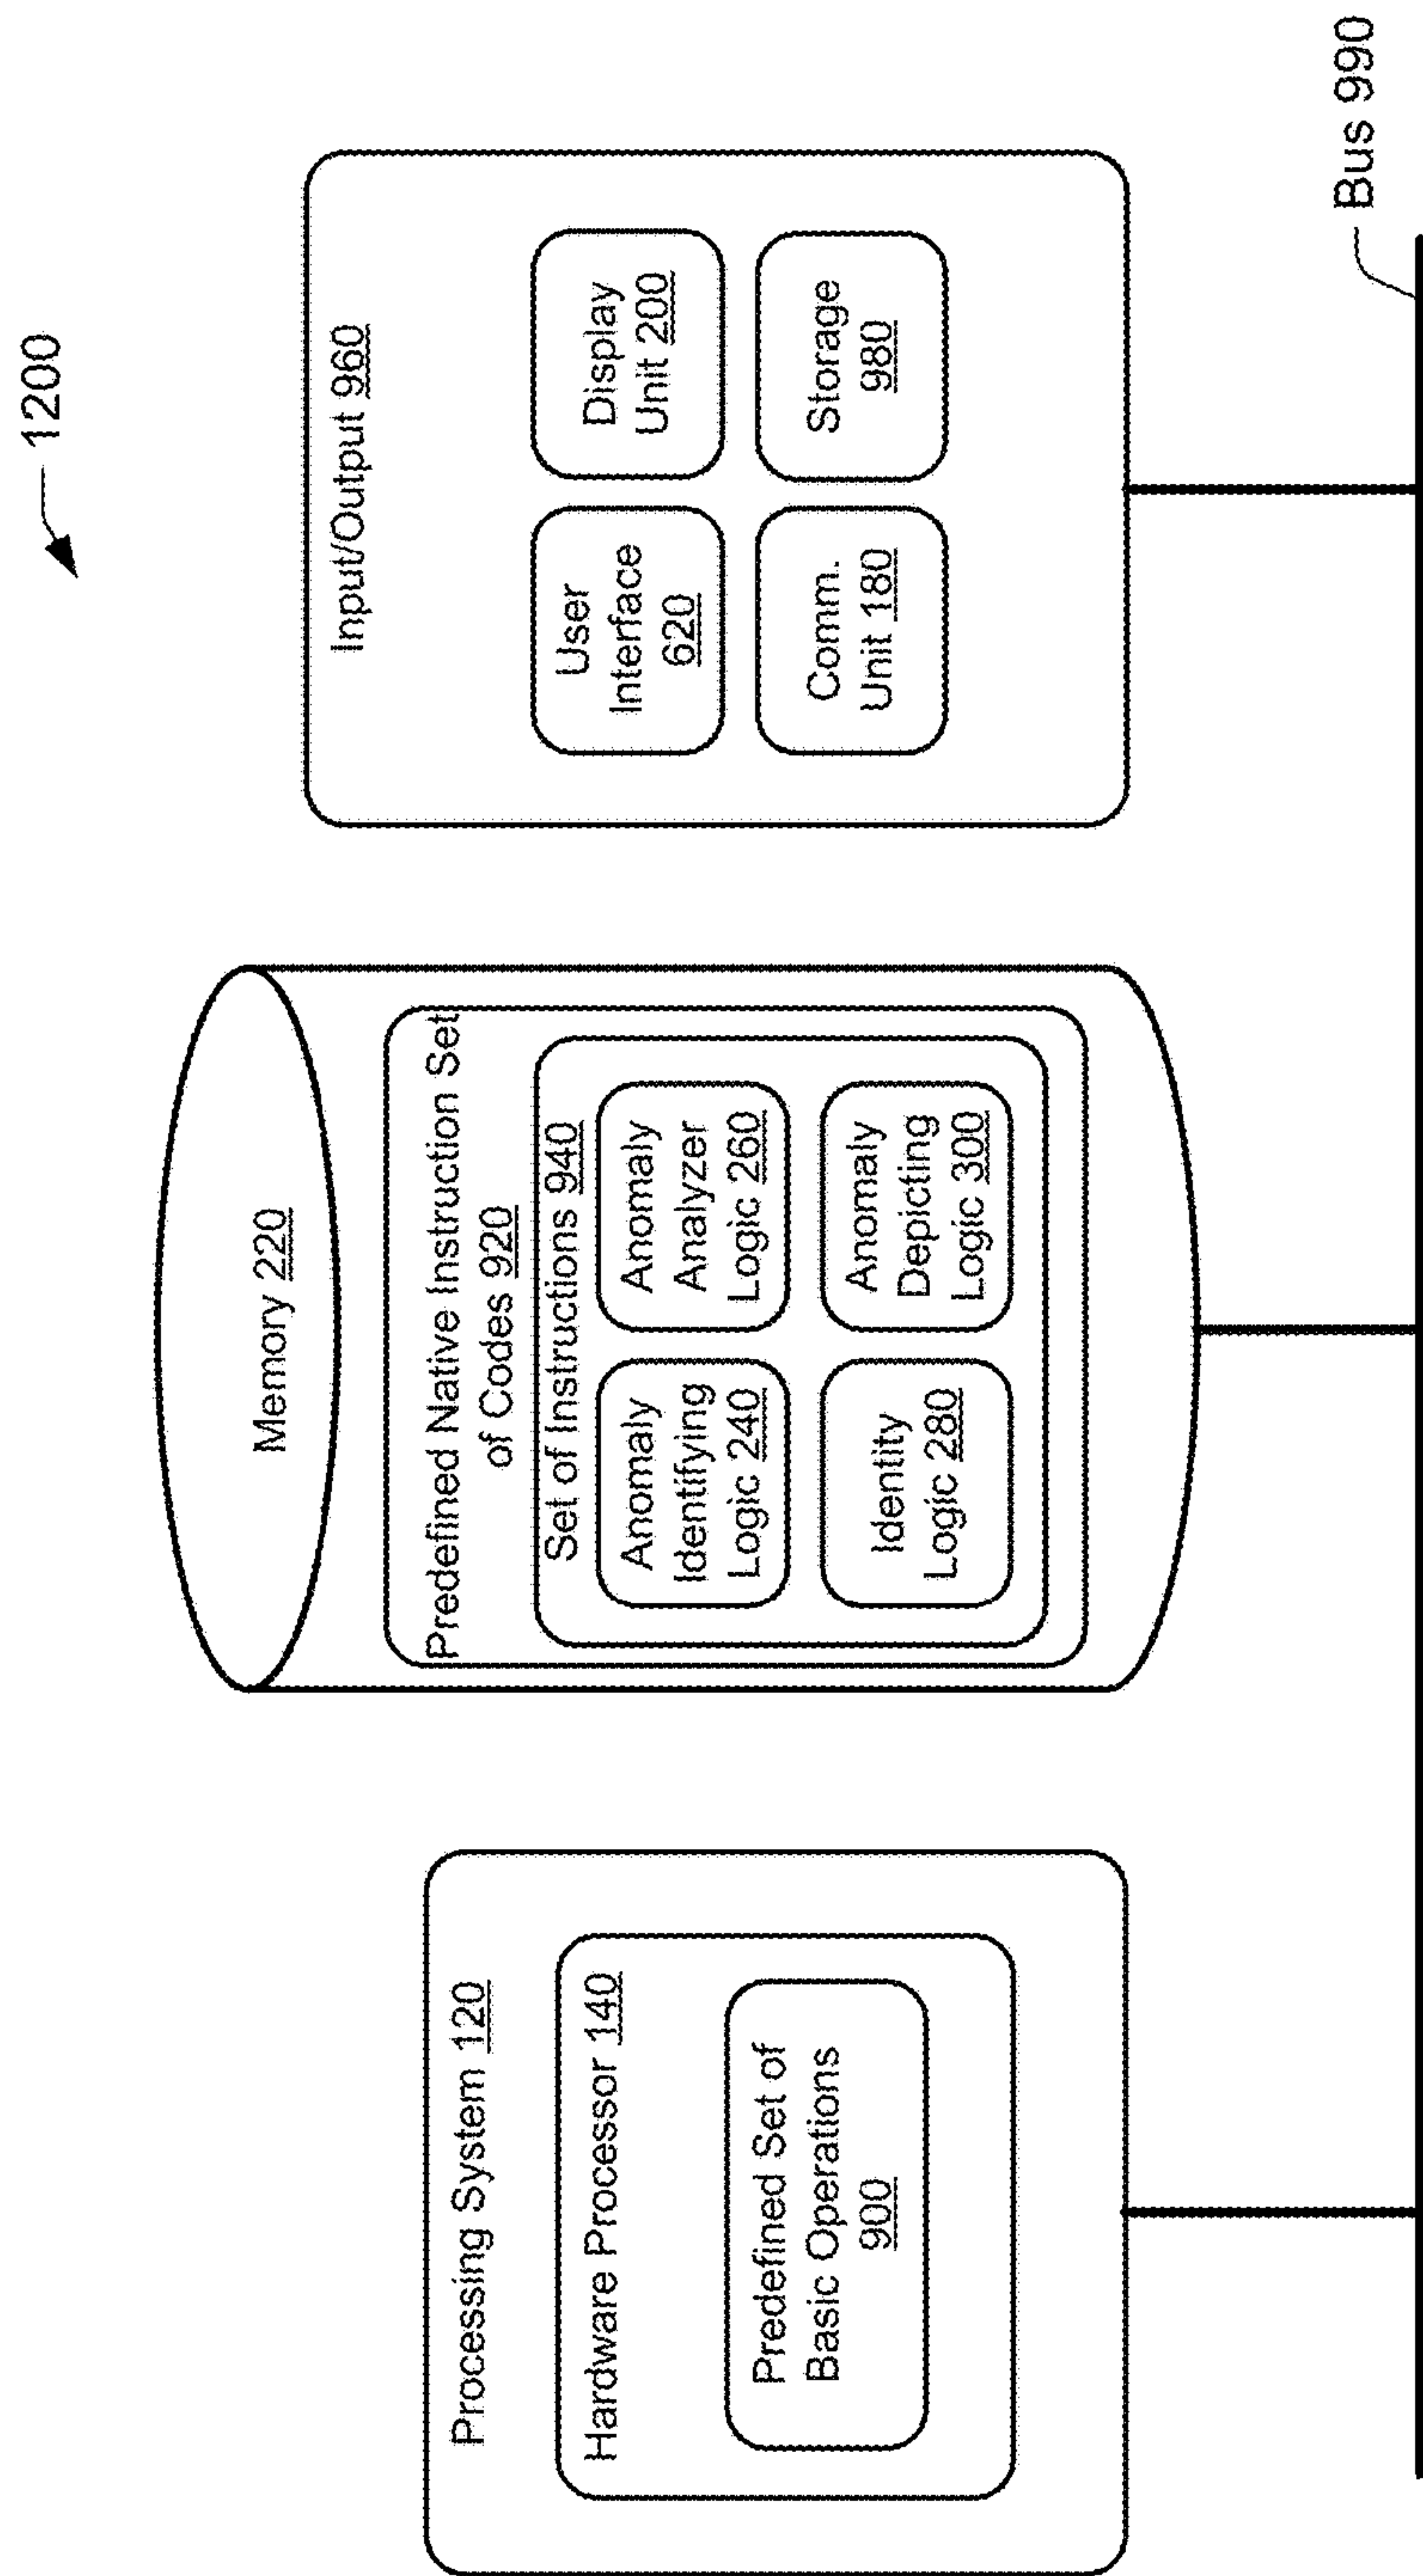 1200
Processing System 120
Hardware Processor 140
Predefined Set of
Basic Operations
900
Memory 220
Predefined Native Instruction Set
of Codes 920
Set of Instructions 940
Anomaly
Identifying
Logic 240
Anomaly
Analyzer
Logic 260
Identity
Logic 280
Anomaly
Depicting
Logic 300
Input/Output 960
User
Interface
620
Display
Unit 200
Comm.
Unit 180
Storage
980
Bus 990